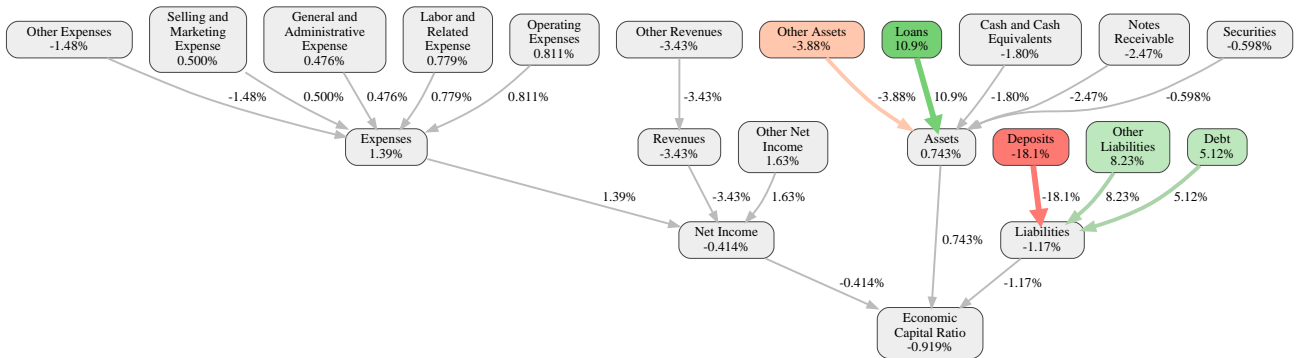 Other Expenses
-1.48%
Selling and
Marketing
Expense
0.500%
General and
Administrative
Expense
0.476%
Labor and
Related Expense
0.779%
Operating
Expenses
0.811%
Other Revenues
-3.43%
Other Assets
-3.88%
Loans
10.9%
Cash and Cash
Equivalents
-1.80%
Notes
Receivable
-2.47%
Securities
-0.598%
-1.48%
0.500%
0.476%
0.779%
0.811%
-3.43%
-3.88%
10.9%
-1.80%
-2.47%
-0.598%
Expenses
1.39%
Revenues
-3.43%
Other Net
Income
1.63%
Assets
0.743%
Deposits
-18.1%
Other
Liabilities
8.23%
Debt
5.12%
1.39%
-3.43%
1.63%
-18.1%
8.23%
5.12%
Net Income
-0.414%
0.743%
Liabilities
-1.17%
-0.414%
-1.17%
Economic
Capital Ratio
-0.919%